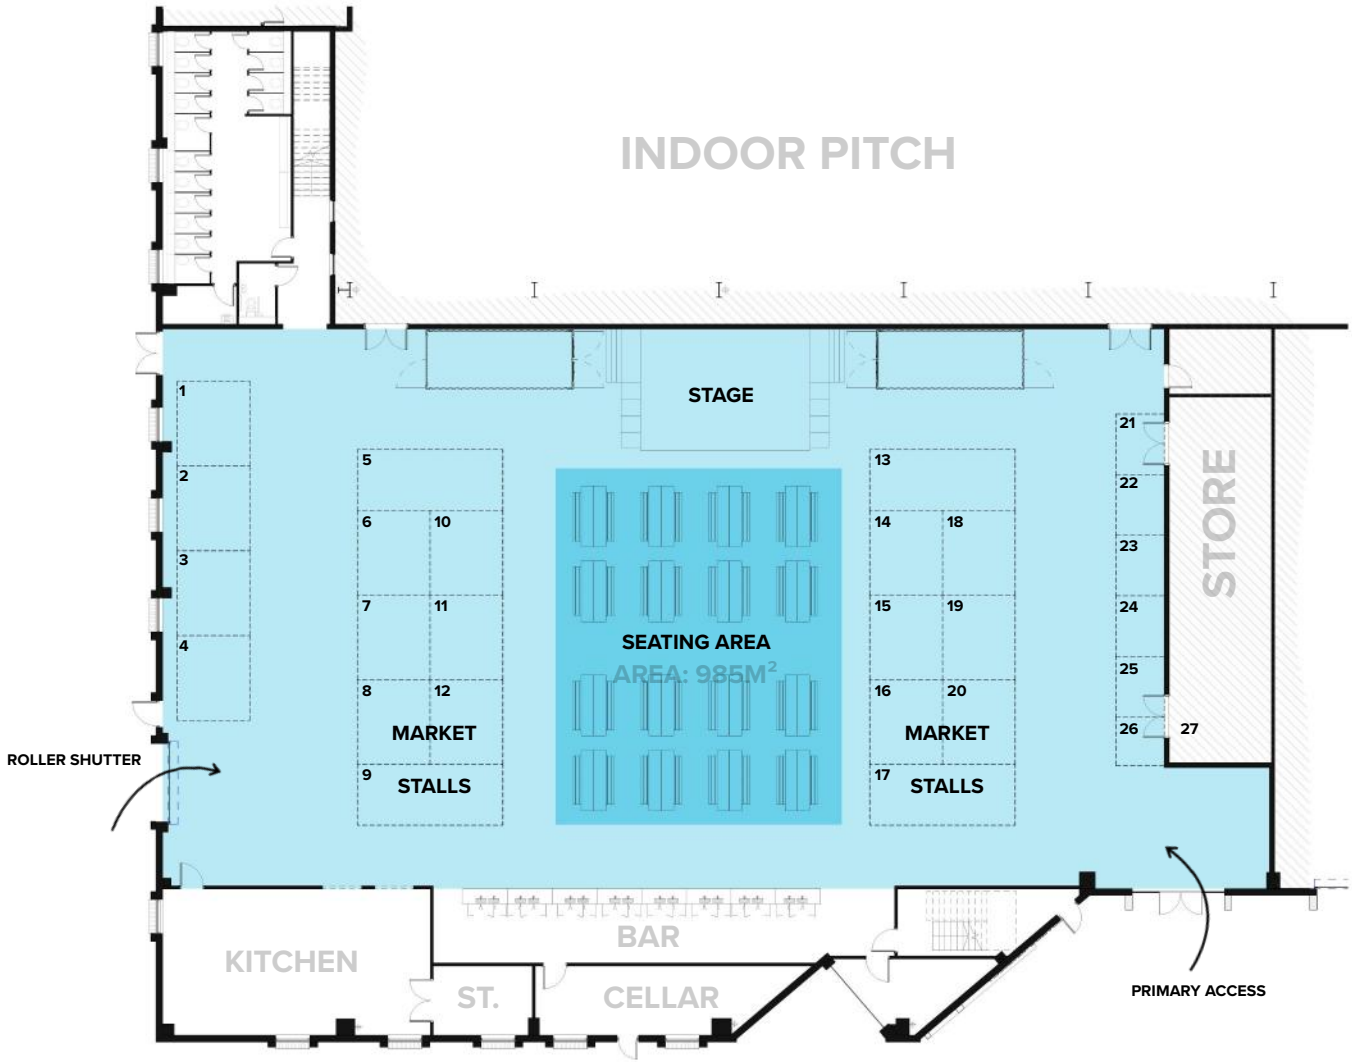 INDOOR PITCH
STAGE
1
2
3
4
5
6
10
7
11
8
12
MARKET
STALLS
9
SEATING AREA
AREA: 985M²
13
14
18
15
19
16
20
MARKET
STALLS
17
21
22
23
24
25
26
27
STORE
ROLLER SHUTTER
KITCHEN
BAR
ST.
CELLAR
PRIMARY ACCESS